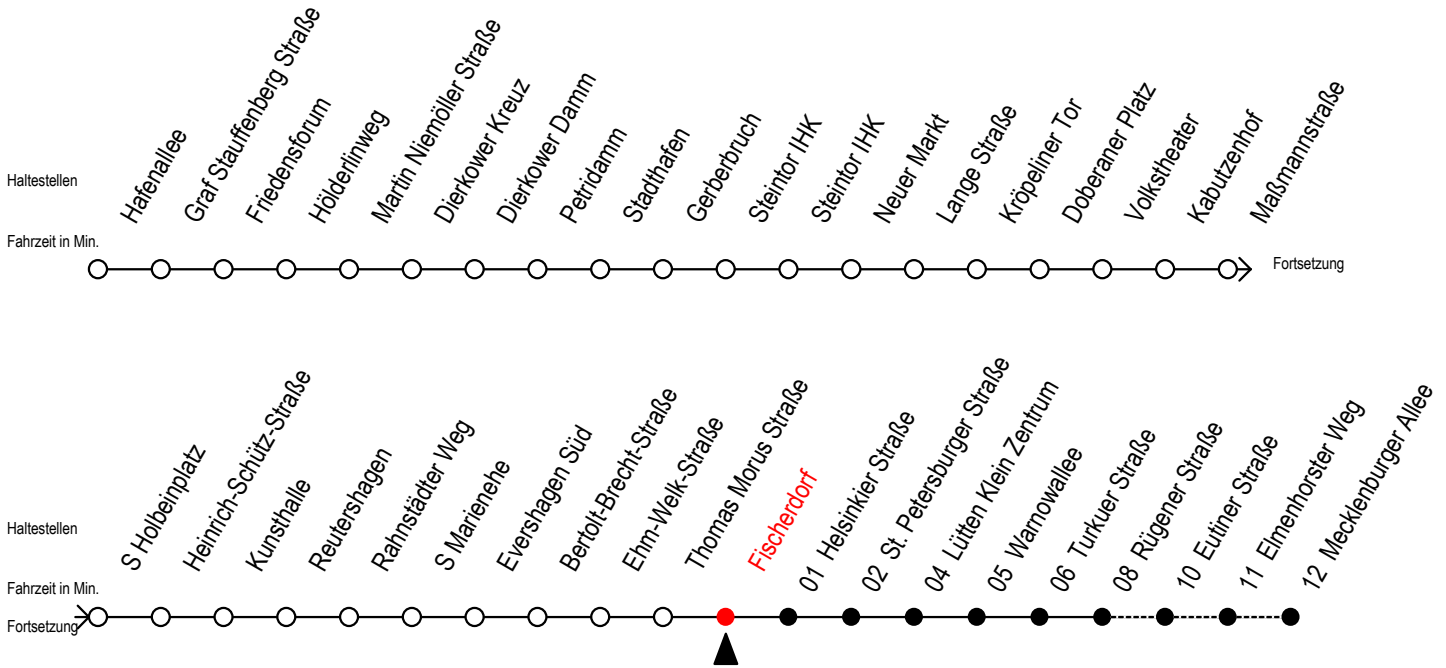 Haltestellen
Hafenallee
Graf Stauffenberg Straße
Friedensforum
Hölderlinweg
Martin Niemöller Straße
Dierkower Kreuz
Dierkower Damm
Petridamm
Stadthafen
Gerberbruch
Steintor IHK
Steintor IHK
Neuer Markt
Lange Straße
Kröpeliner Tor
Doberaner Platz
Volkstheater
Kabutzenhof
Maßmannstraße
Fahrzeit in Min.
Fortsetzung
Haltestellen
S Holbeinplatz
Heinrich-Schütz-Straße
Kunsthalle
Reutershagen
Rahnstädter Weg
S Marienehe
Evershagen Süd
Bertolt-Brecht-Straße
Ehm-Welk-Straße
Thomas Morus Straße
Fischerdorf
01 Helsinkier Straße
02 St. Petersburger Straße
04 Lütten Klein Zentrum
05 Warnowallee
06 Turkuer Straße
08 Rügener Straße
10 Eutiner Straße
11 Elmenhorster Weg
12 Mecklenburger Allee
Fahrzeit in Min.
Fortsetzung